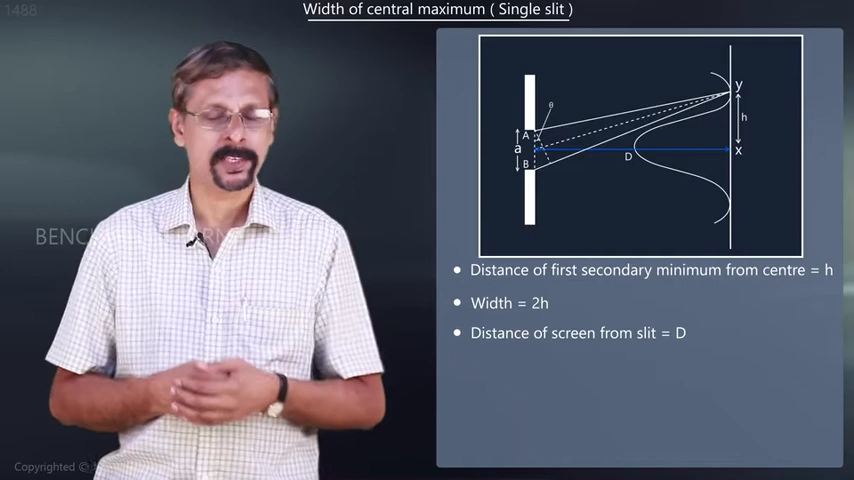 1488
Width of central maximum ( Single slit )
θ
y
A
h
a
x
B
D
• Distance of first secondary minimum from centre = h
• Width = 2h
• Distance of screen from slit = D
Copyrighted ©